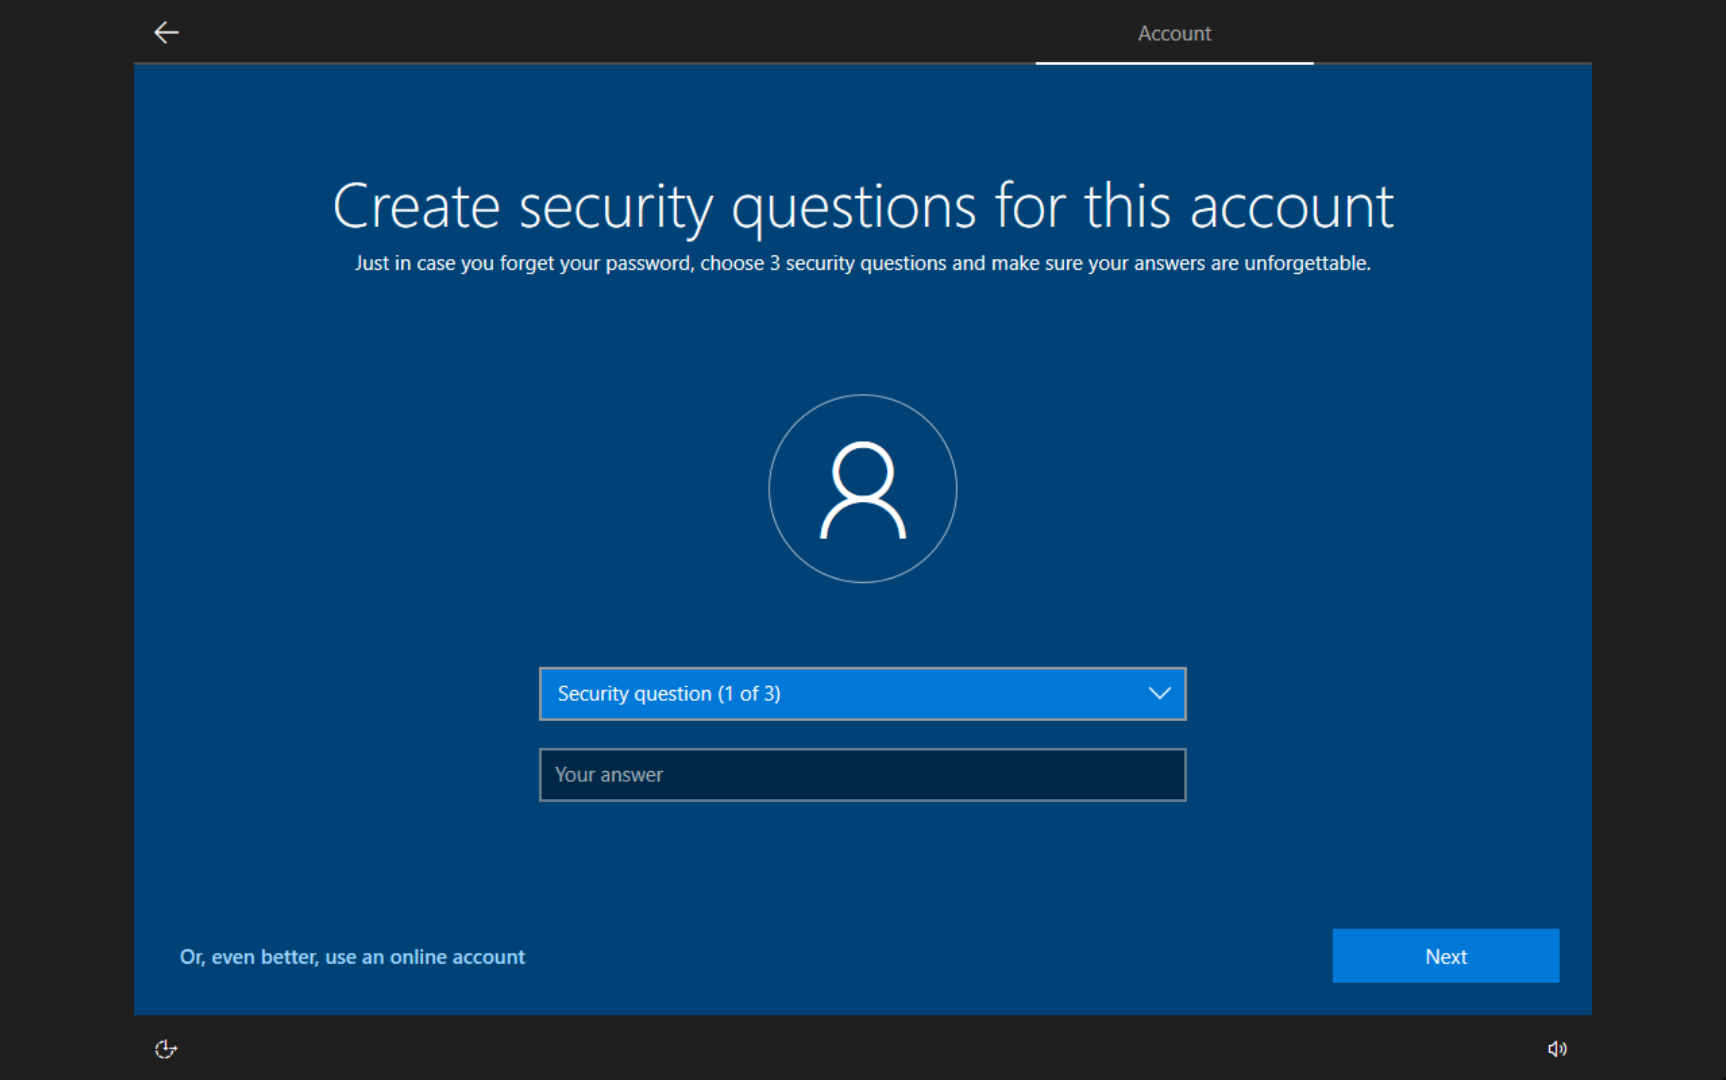 Account
Create security questions for this account
Just in case you forget your password, choose 3 security questions and make sure your answers are unforgettable.
Security question (1 of 3)
Your answer
Or, even better, use an online account
Next